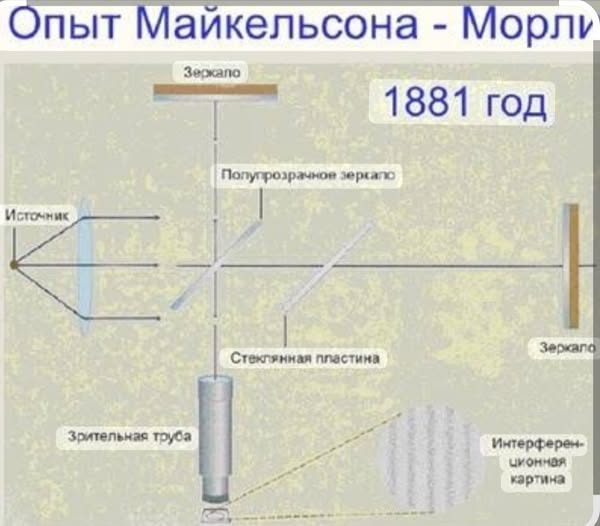 Опыт Майкельсона - Морли
Зеркало
1881 год
Полупрозрачное зеркало
Источник
Зеркало
Стеклянная пластина
Зрительная труба
Интерферен-
ционная
картина